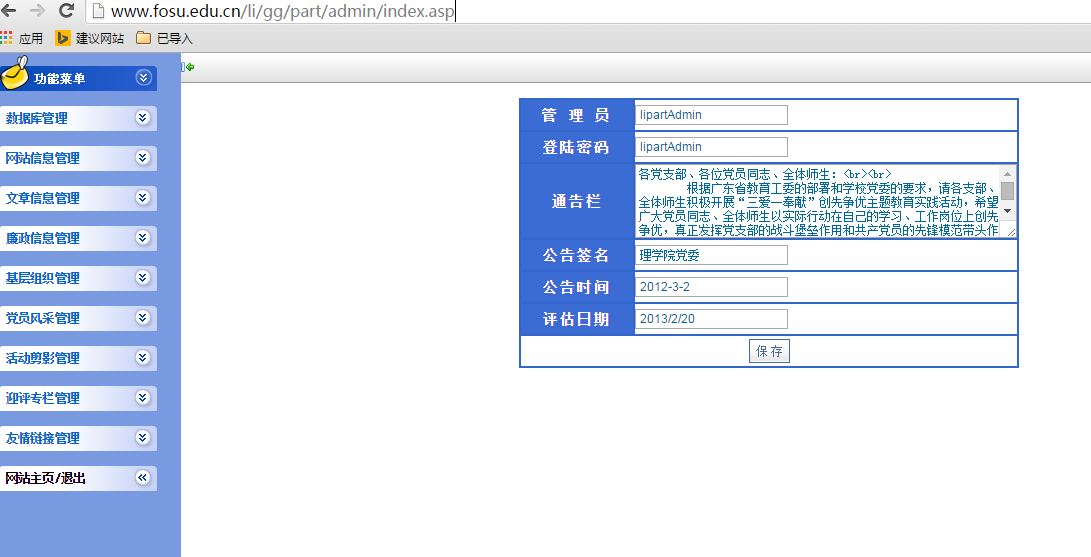 www.fosu.edu.cn/li/gg/part/admin/index.asp
应用 建议网站 已导入
功能菜单
数据库管理
网站信息管理
文章信息管理
廉政信息管理
基层组织管理
党员风采管理
活动剪影管理
迎评专栏管理
友情链接管理
网站主页/退出
管 理 员 lipartAdmin
登陆密码 lipartAdmin
通告栏
各党支部、各位党员同志、全体师生：<br><br>
根据广东省教育工委的部署和学校党委的要求，请各支部、
全体师生积极开展“三爱一奉献”创先争优主题教育实践活动，希望
广大党员同志、全体师生以实际行动在自己的学习、工作岗位上创先
争优，真正发挥党支部的战斗堡垒作用和共产党员的先锋模范带头作
公告签名 理学院党委
公告时间 2012-3-2
评估日期 2013/2/20
保存